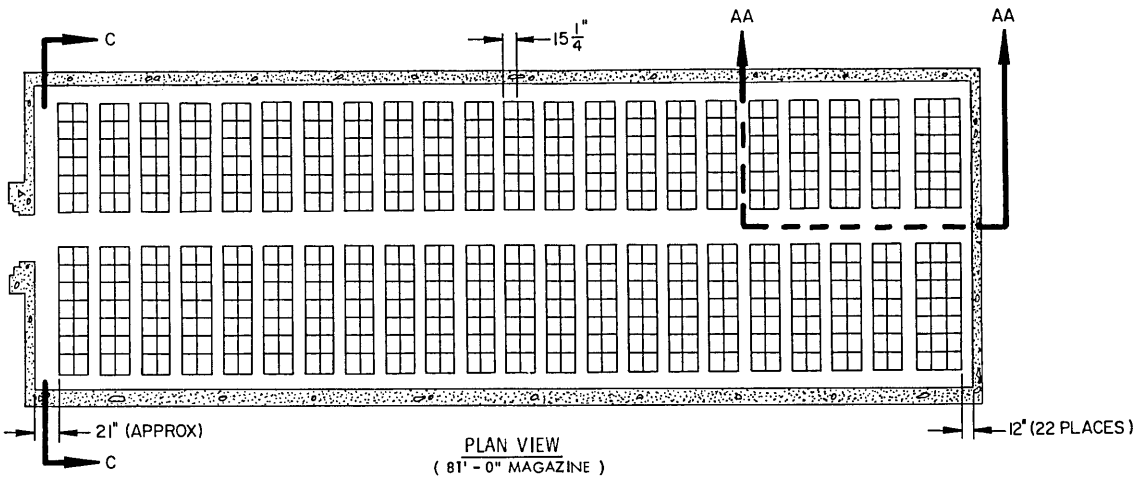 AA
AA
C
15 1/4"
21" (APPROX)
12" (22 PLACES)
C
PLAN VIEW
( 81' - 0" MAGAZINE )